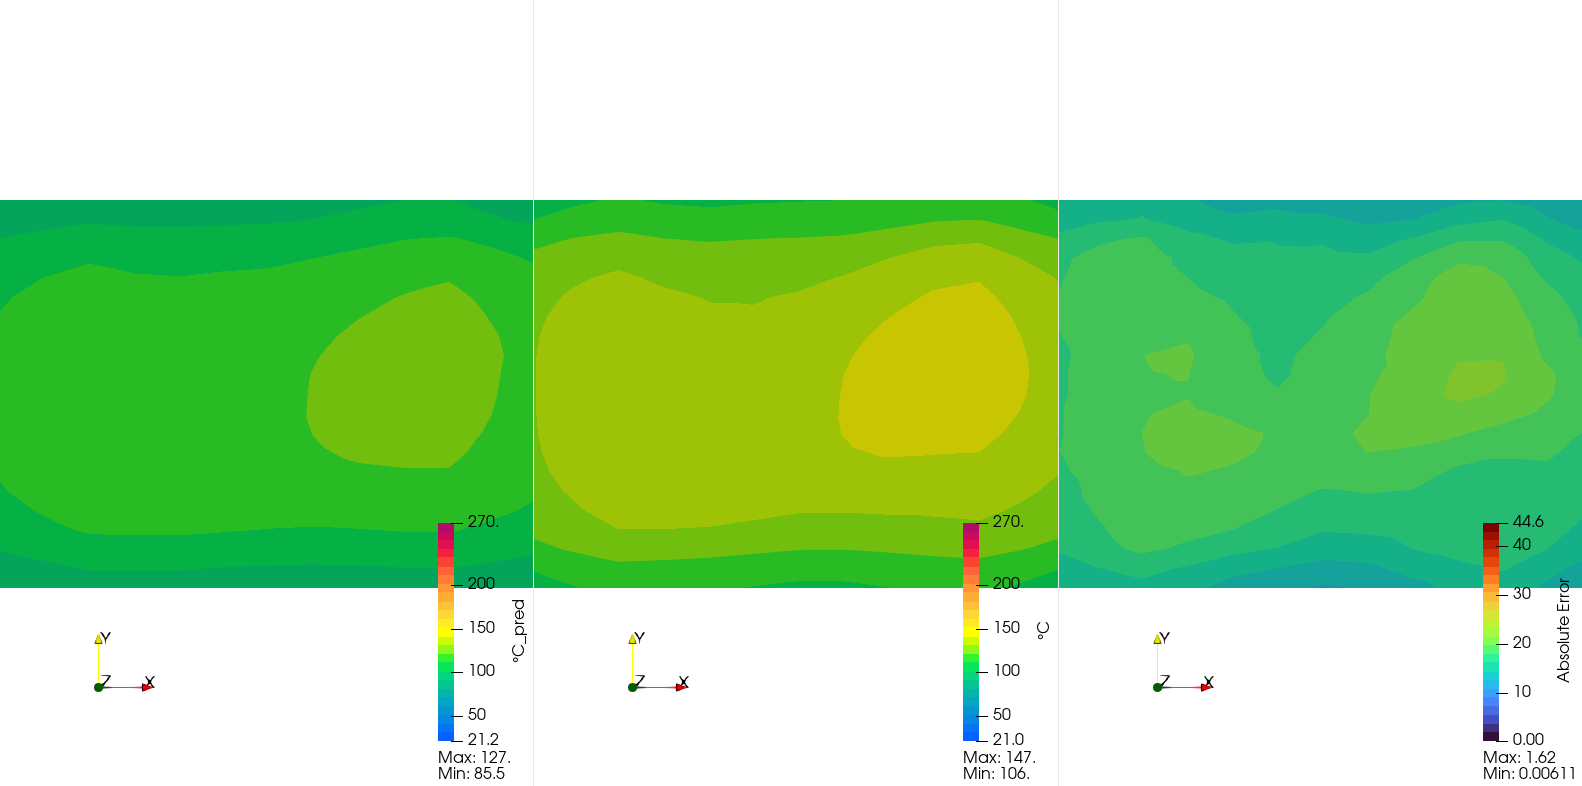 270.
200
150
100
50
21.2
°C_pred
Max: 127.
Min: 85.5
Y
Z
X
270.
200
150
100
50
21.0
°C
Max: 147.
Min: 106.
Y
Z
X
44.6
40
30
20
10
0.00
Absolute Error
Max: 1.62
Min: 0.00611
Y
Z
X